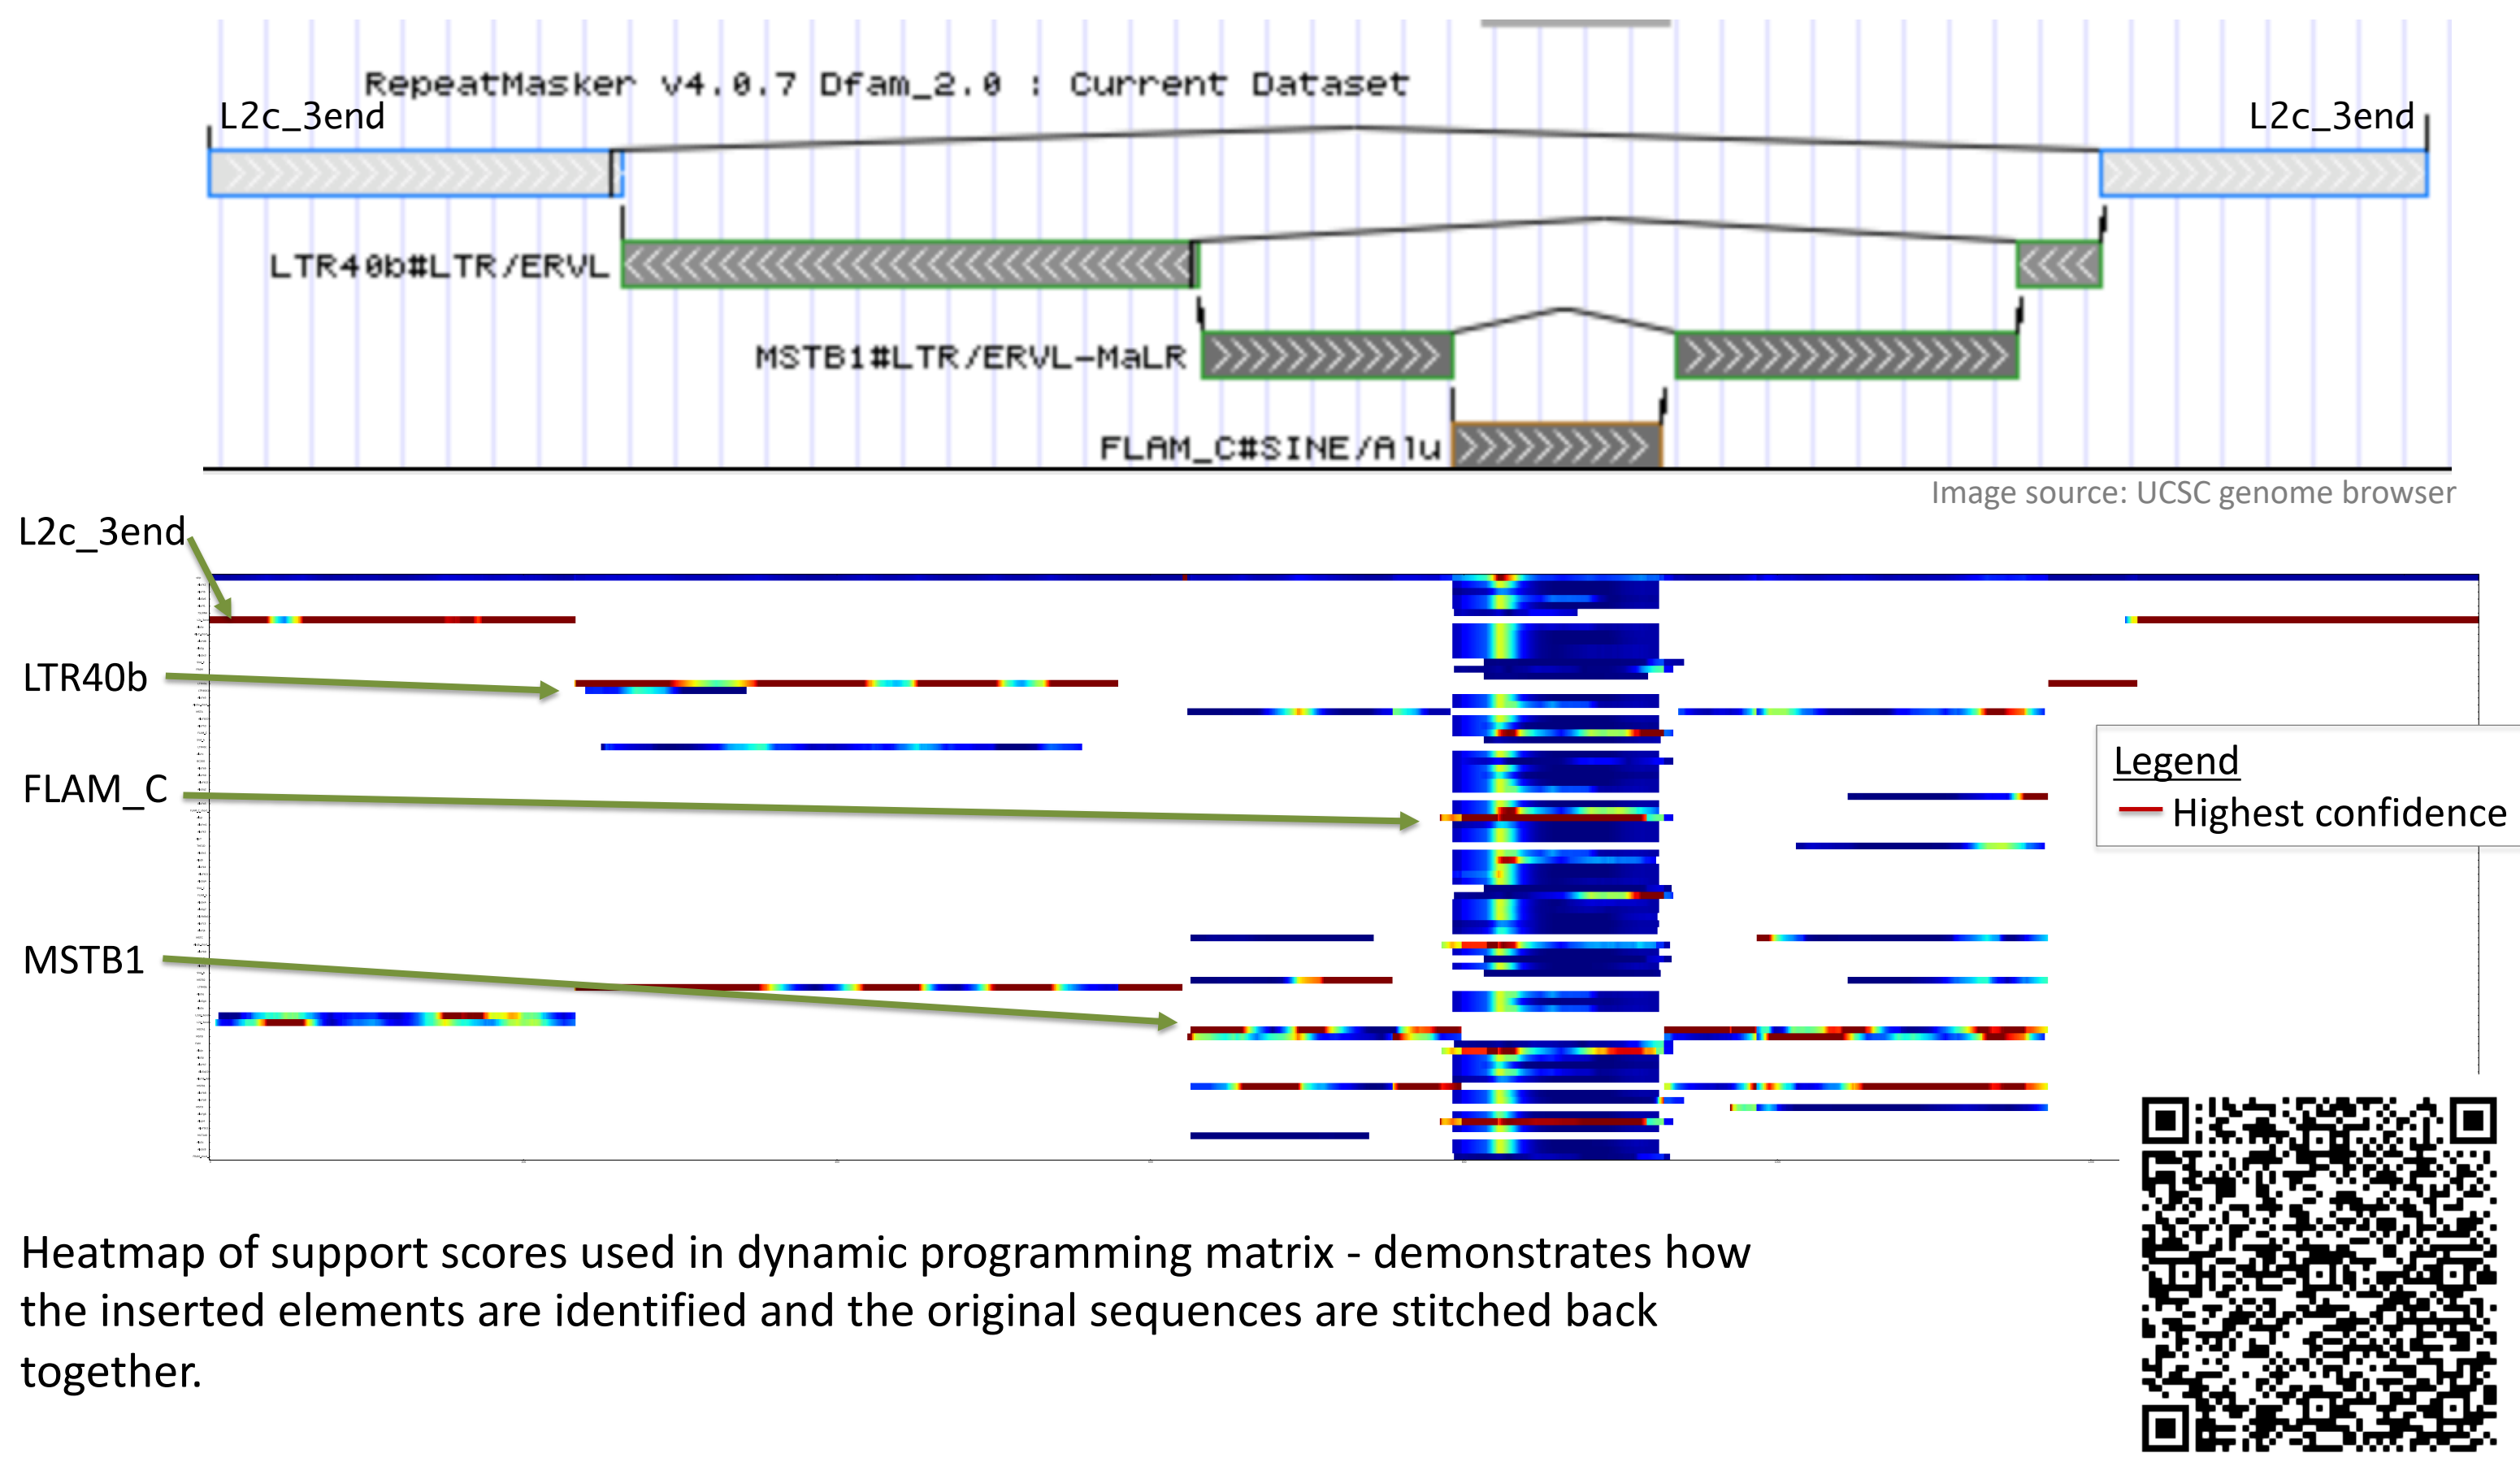 RepeatMasker v4.0.7 Dfam_2.0 : Current Dataset
L2c_3end
L2c_3end
LTR40b#LTR/ERVL
MSTB1#LTR/ERVL-MaLR
FLAM_C#SINE/Alu
Image source: UCSC genome browser
L2c_3end
LTR40b
FLAM_C
MSTB1
Legend
Highest confidence
Heatmap of support scores used in dynamic programming matrix - demonstrates how
the inserted elements are identified and the original sequences are stitched back
together.